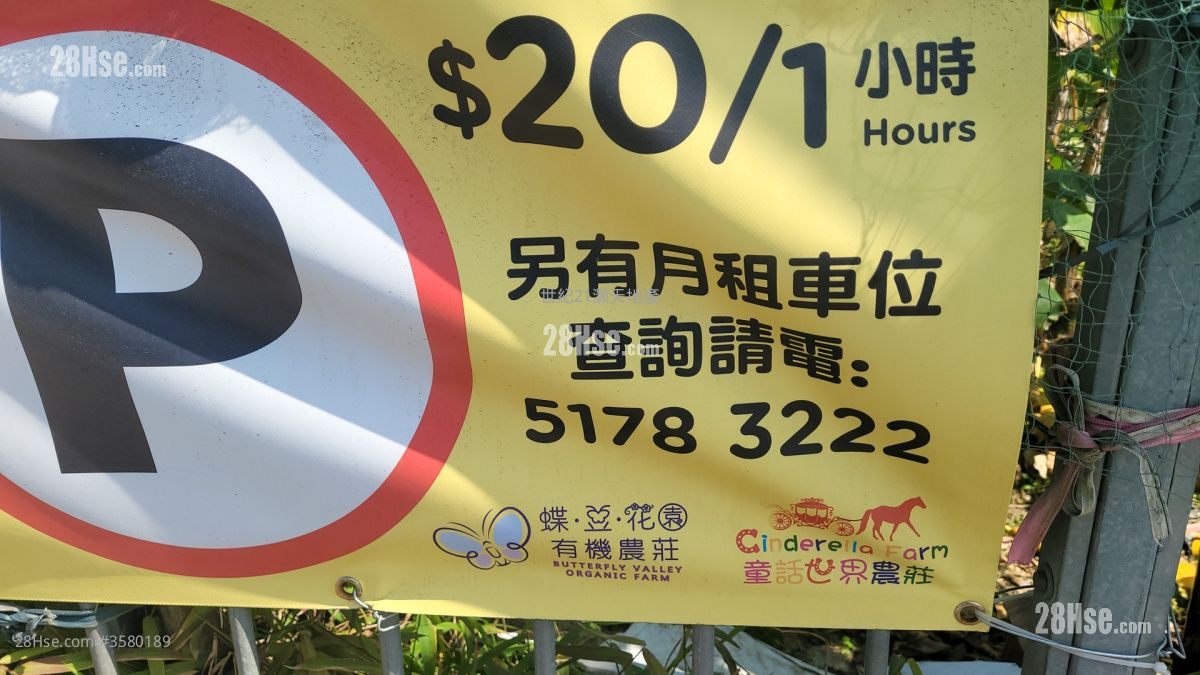 28Hse.com
P
$20/1 小時
Hours
另有月租車位
28Hse.com
查詢請電:
5178 3222
蝶·豆·花園
有機農莊
BUTTERFLY VALLEY
ORGANIC FARM
Cinderella Farm
童話世界農莊
28Hse.com #3580189
28Hse.com